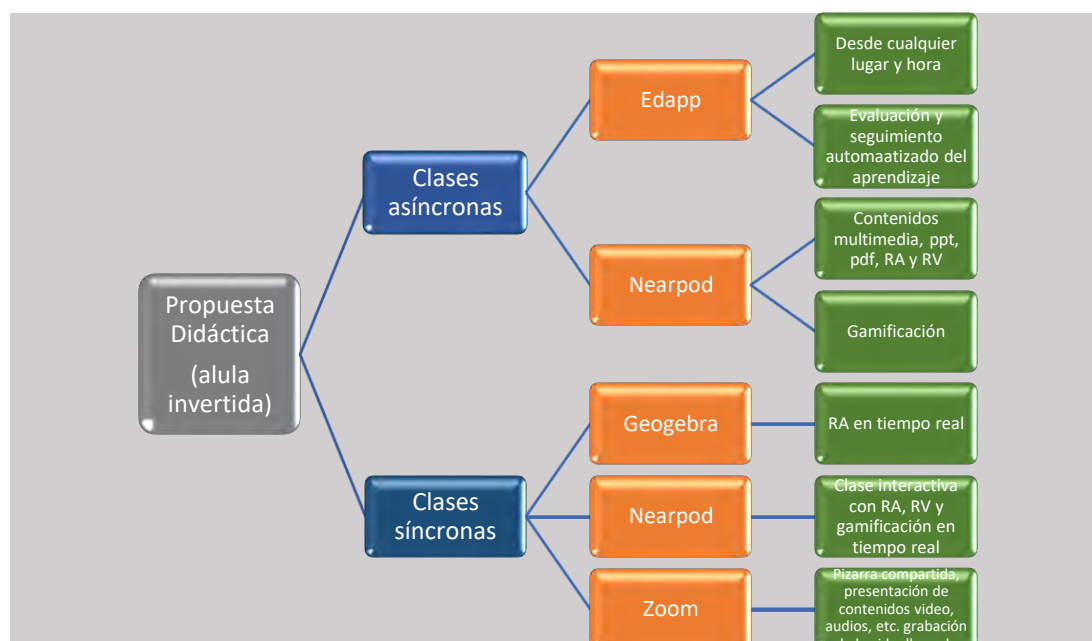 Propuesta
Didáctica
(alula
invertida)
Clases
asíncronas
Edapp
Desde cualquier
lugar y hora
Evaluación y
seguimiento
automaatizado del
aprendizaje
Nearpod
Contenidos
multimedia, ppt,
pdf, RA y RV
Gamificación
Clases
síncronas
Geogebra
RA en tiempo real
Nearpod
Clase interactiva
con RA, RV y
gamificación en
tiempo real
Zoom
Pizarra compartida,
presentación de
contenidos video,
audios, etc. grabación